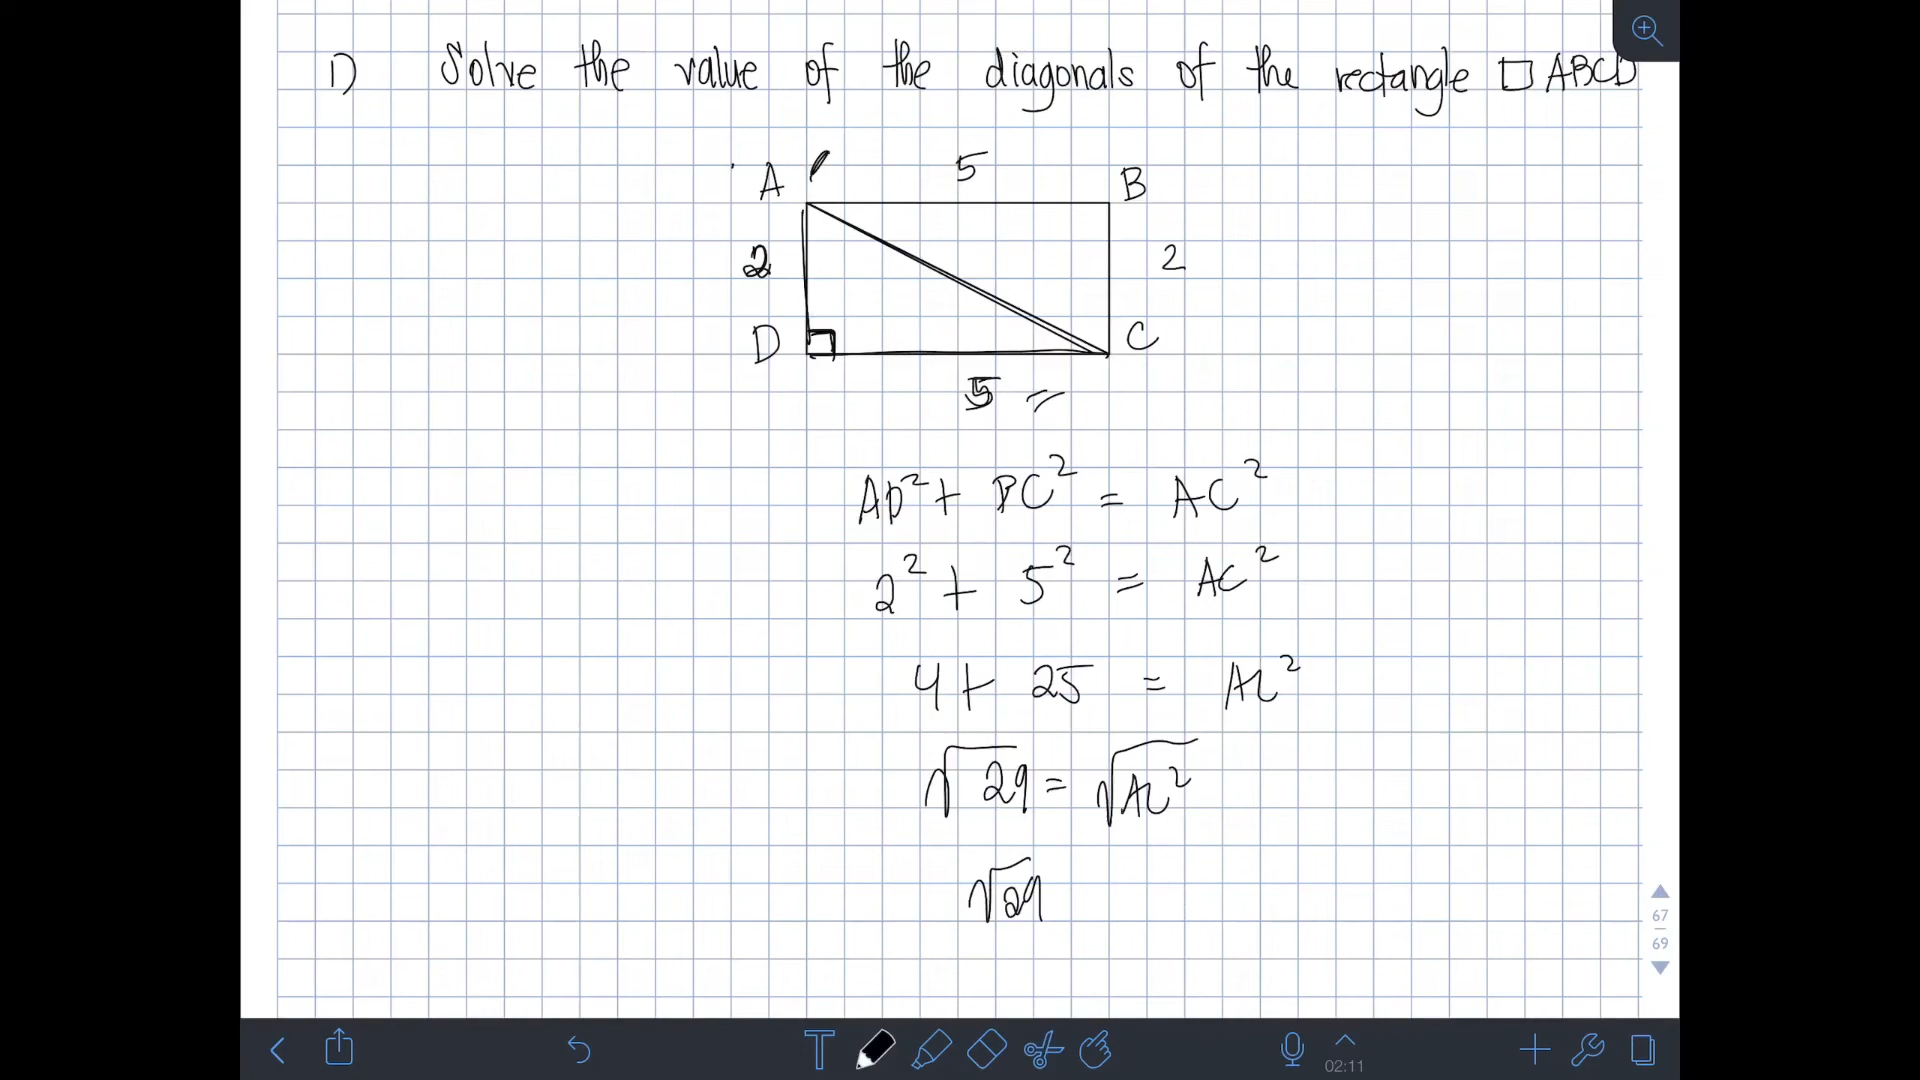 1) Solve the value of the diagonals of the rectangle □ ABCD
5
A B
2 2
D C
5 =
AD² + DC² = AC²
2² + 5² = AC²
4 + 25 = AC²
√29 = √AC²
√29
67
69
T
02:11